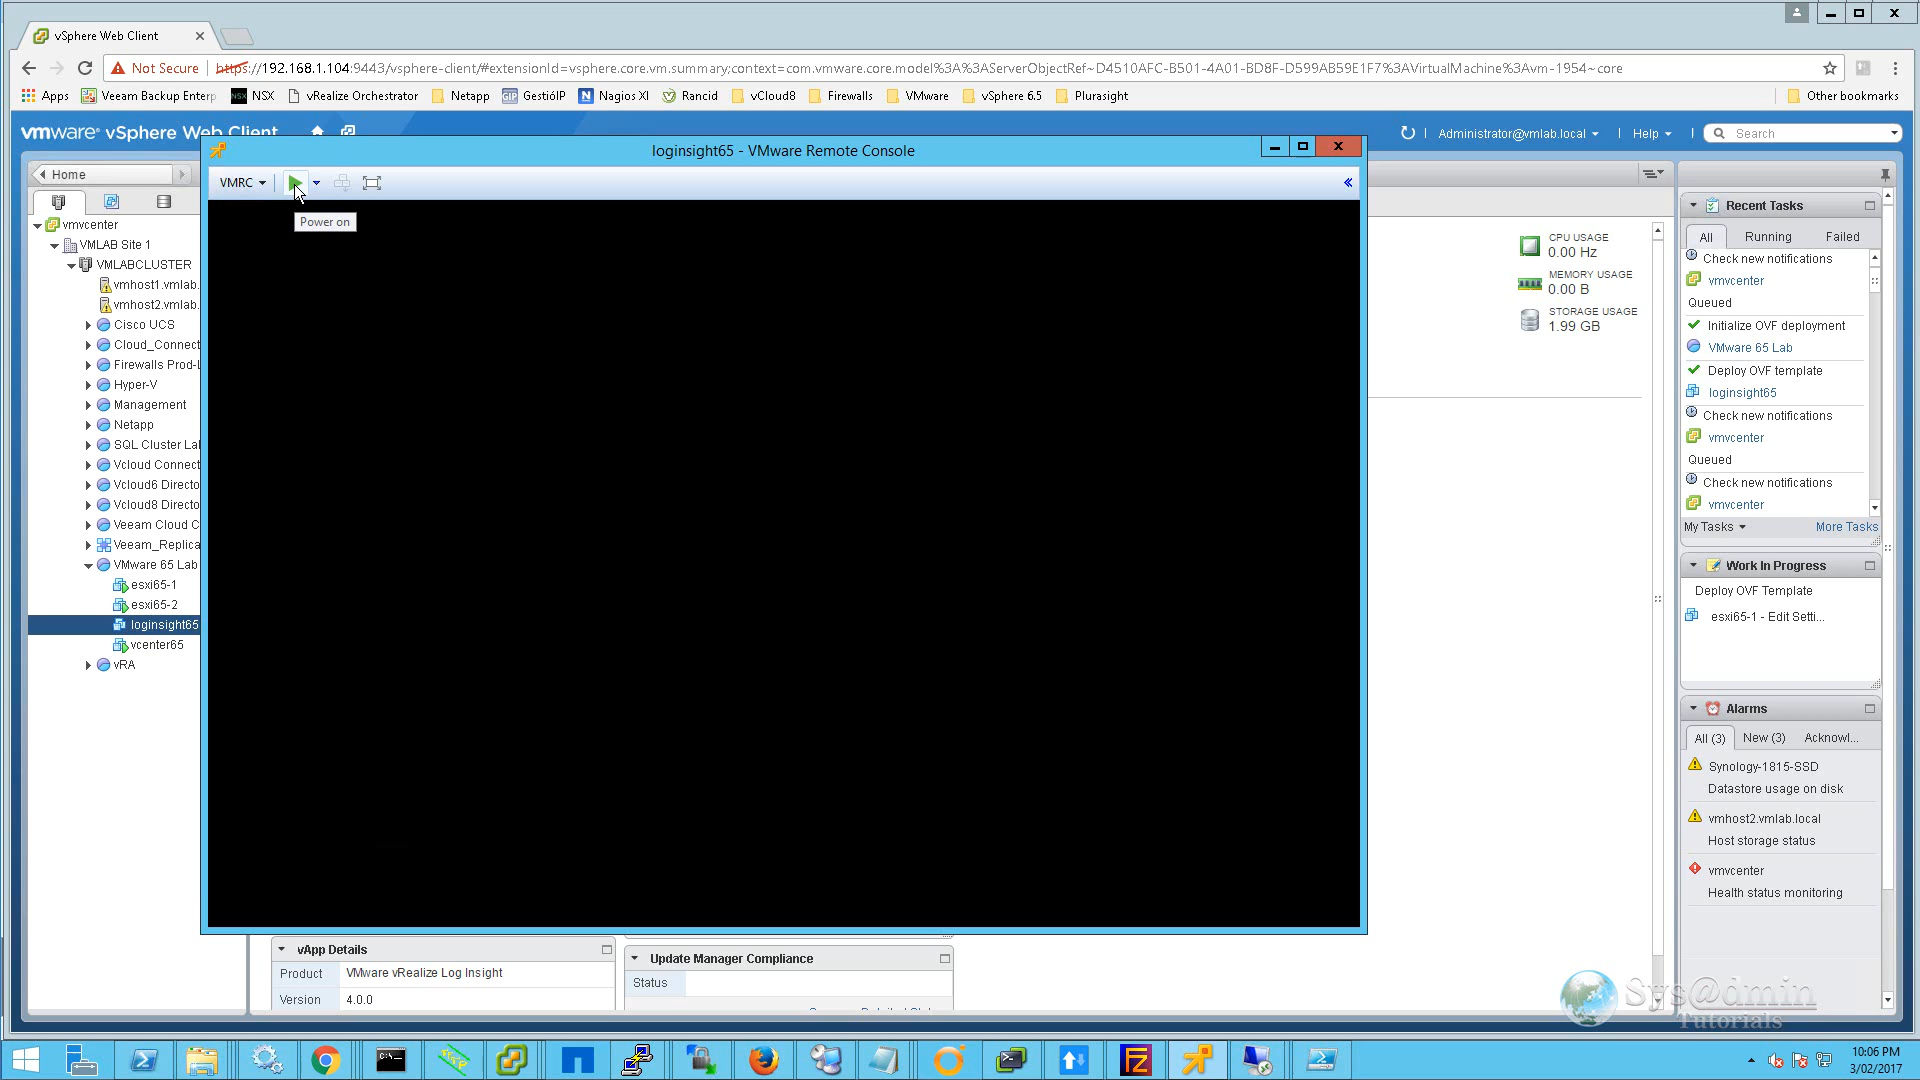 vSphere Web Client
Not Secure
https://192.168.1.104:9443/vsphere-client/#extensionId=vsphere.core.vm.summary;context=com.vmware.core.model%3A%3AServerObjectRef~D4510AFC-B501-4A01-BD8F-D599AB59E1F7%3AVirtualMachine%3Avm-1954~core
Apps
Veeam Backup Enterp
NSX
NSX
vRealize Orchestrator
Netapp
GIP
GestióIP
N
Nagios XI
Rancid
vCloud8
Firewalls
VMware
vSphere 6.5
Plurasight
Other bookmarks
vmware® vSphere Web Client
Administrator@vmlab.local
Help
Search
Home
loginsight65 - VMware Remote Console
VMRC
Power on
vmvcenter
VMLAB Site 1
VMLABCLUSTER
vmhost1.vmlab.
vmhost2.vmlab.
Cisco UCS
Cloud_Connect
Firewalls Prod-L
Hyper-V
Management
Netapp
SQL Cluster Lal
Vcloud Connect
Vcloud6 Directo
Vcloud8 Directo
Veeam Cloud C
Veeam_Replica
VMware 65 Lab
esxi65-1
esxi65-2
loginsight65
vcenter65
vRA
CPU USAGE
0.00 Hz
MEMORY USAGE
0.00 B
STORAGE USAGE
1.99 GB
Recent Tasks
All
Running
Failed
Check new notifications
vmvcenter
Queued
Initialize OVF deployment
VMware 65 Lab
Deploy OVF template
loginsight65
Check new notifications
vmvcenter
Queued
Check new notifications
vmvcenter
My Tasks
More Tasks
Work In Progress
Deploy OVF Template
esxi65-1 - Edit Setti...
Alarms
All (3)
New (3)
Acknowl...
Synology-1815-SSD
Datastore usage on disk
vmhost2.vmlab.local
Host storage status
vmvcenter
Health status monitoring
vApp Details
Product
VMware vRealize Log Insight
Version
4.0.0
Update Manager Compliance
Status
Sys@dmin
Tutorials
C:\
10:06 PM
3/02/2017